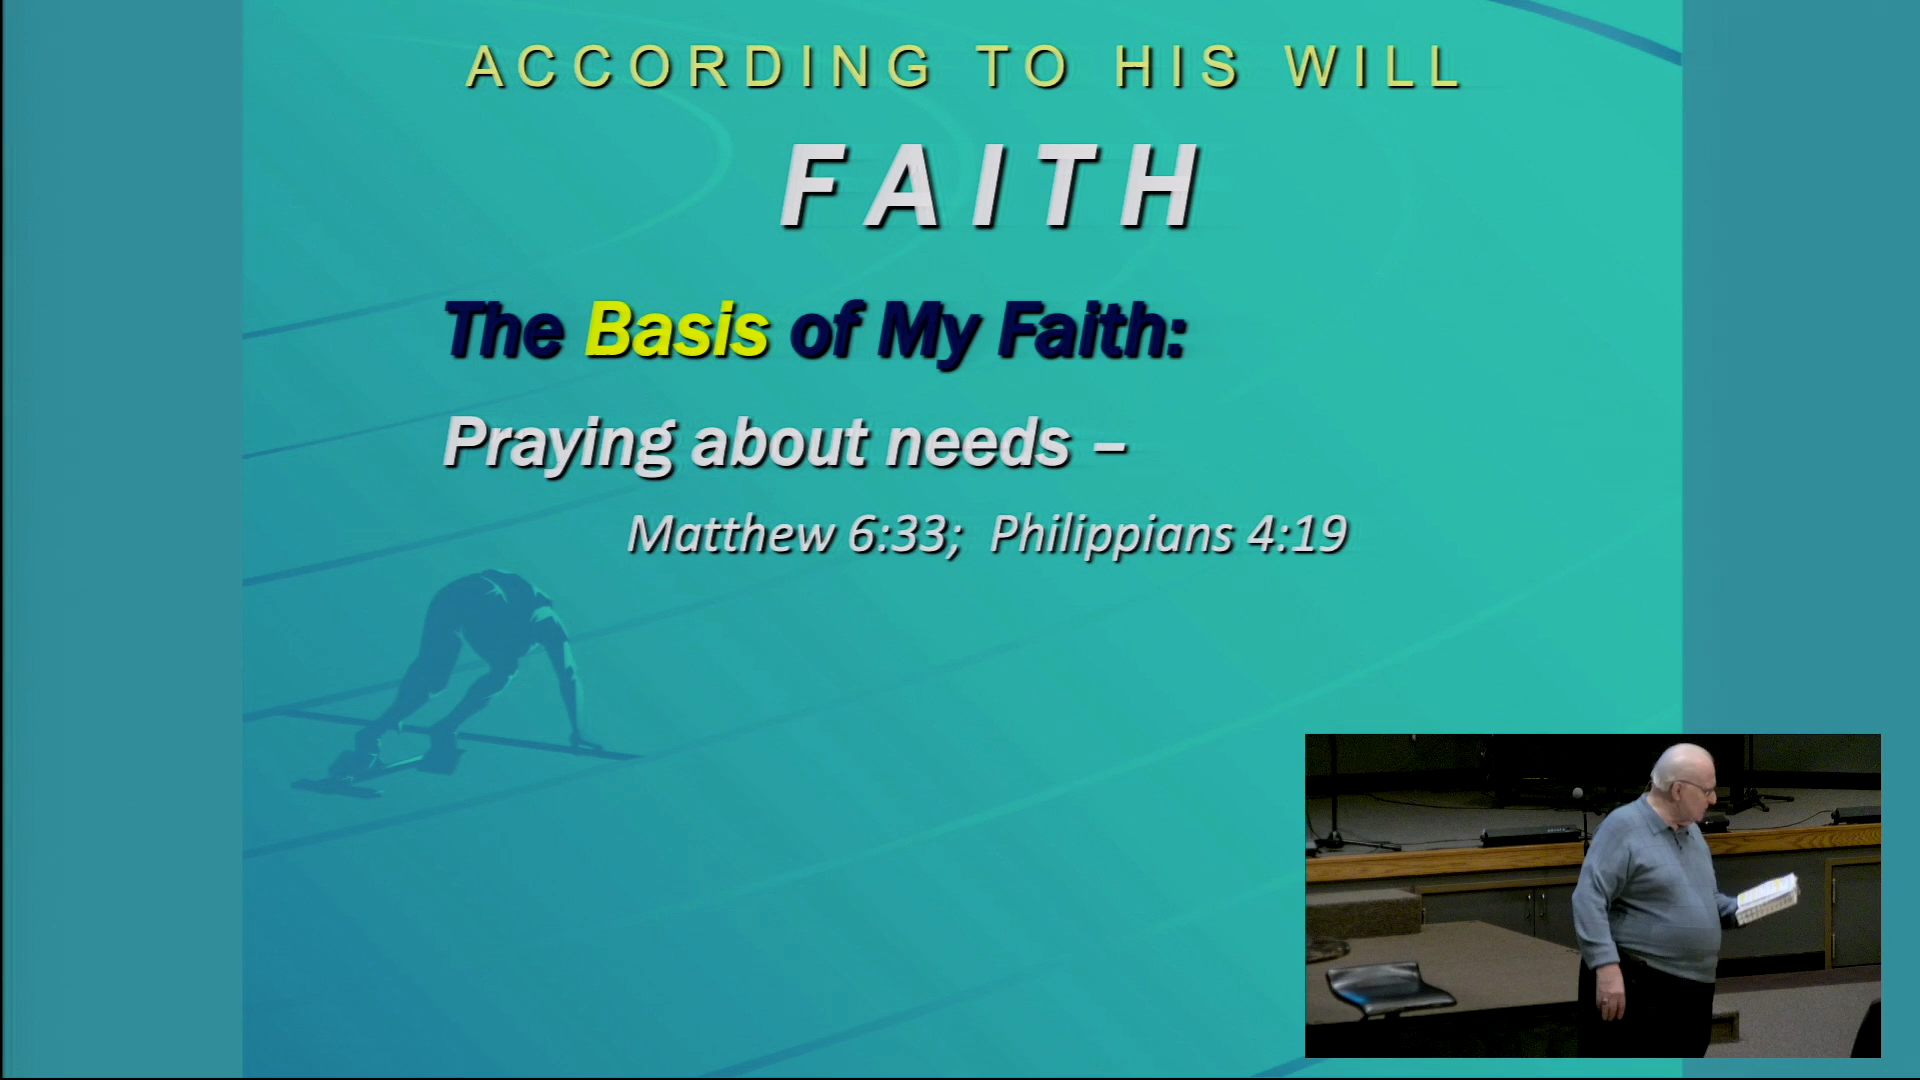 ACCORDING TO HIS WILL
FAITH
The Basis of My Faith:
Praying about needs –
Matthew 6:33; Philippians 4:19